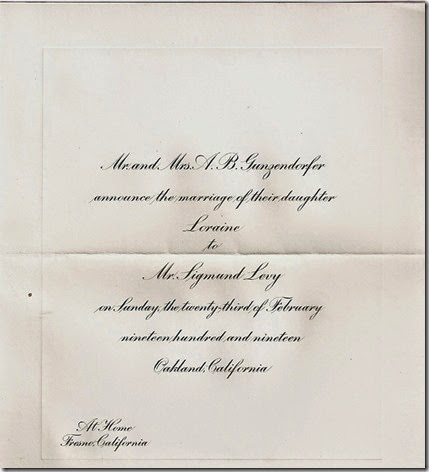 Mr. and Mrs. A. B. Gunzendorfer
announce the marriage of their daughter
Loraine
to
Mr. Sigmund Levy
on Sunday, the twenty-third of February
nineteen hundred and nineteen
Oakland, California
At Home
Fresno, California